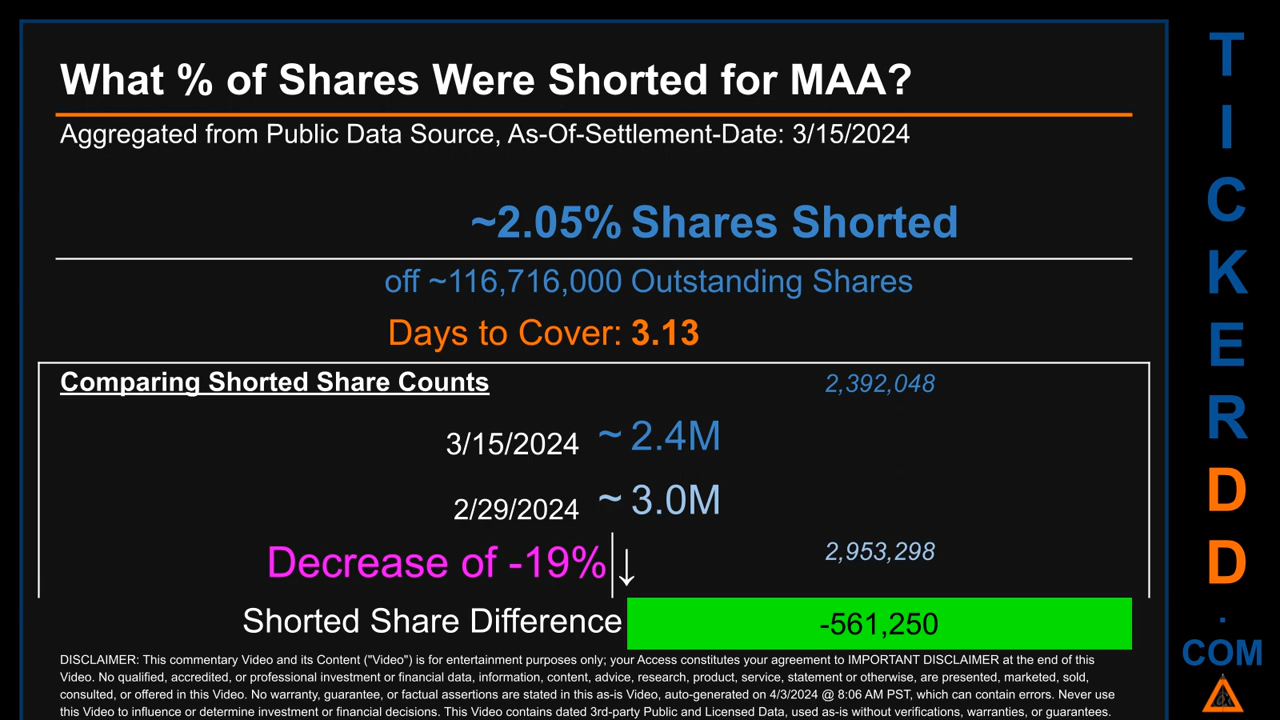 What % of Shares Were Shorted for MAA?
Aggregated from Public Data Source, As-Of-Settlement-Date: 3/15/2024
~2.05% Shares Shorted
off ~116,716,000 Outstanding Shares
Days to Cover: 3.13
Comparing Shorted Share Counts 2,392,048
3/15/2024 ~ 2.4M
2/29/2024 ~ 3.0M
Decrease of -19% ↓ 2,953,298
Shorted Share Difference -561,250
DISCLAIMER: This commentary Video and its Content ("Video") is for entertainment purposes only; your Access constitutes your agreement to IMPORTANT DISCLAIMER at the end of this
Video. No qualified, accredited, or professional investment or financial data, information, content, advice, research, product, service, statement or otherwise, are presented, marketed, sold,
consulted, or offered in this Video. No warranty, guarantee, or factual assertions are stated in this as-is Video, auto-generated on 4/3/2024 @ 8:06 AM PST, which can contain errors. Never use
this Video to influence or determine investment or financial decisions. This Video contains dated 3rd-party Public and Licensed Data, used as-is without verifications, warranties, or guarantees.
T
I
C
K
E
R
D
D
.
COM